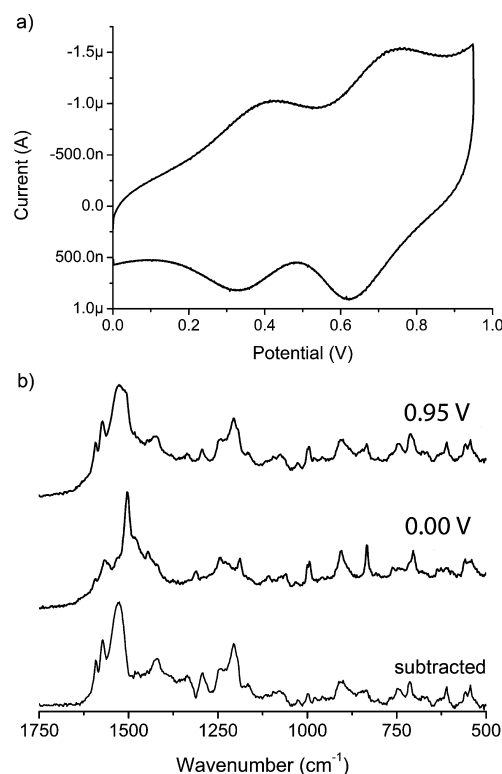 a)
-1.5μ
-1.0μ
-500.0n
0.0
500.0n
1.0μ
Current (A)
0.0 0.2 0.4 0.6 0.8 1.0
Potential (V)
b)
0.95 V
0.00 V
subtracted
1750 1500 1250 1000 750 500
Wavenumber (cm⁻¹)